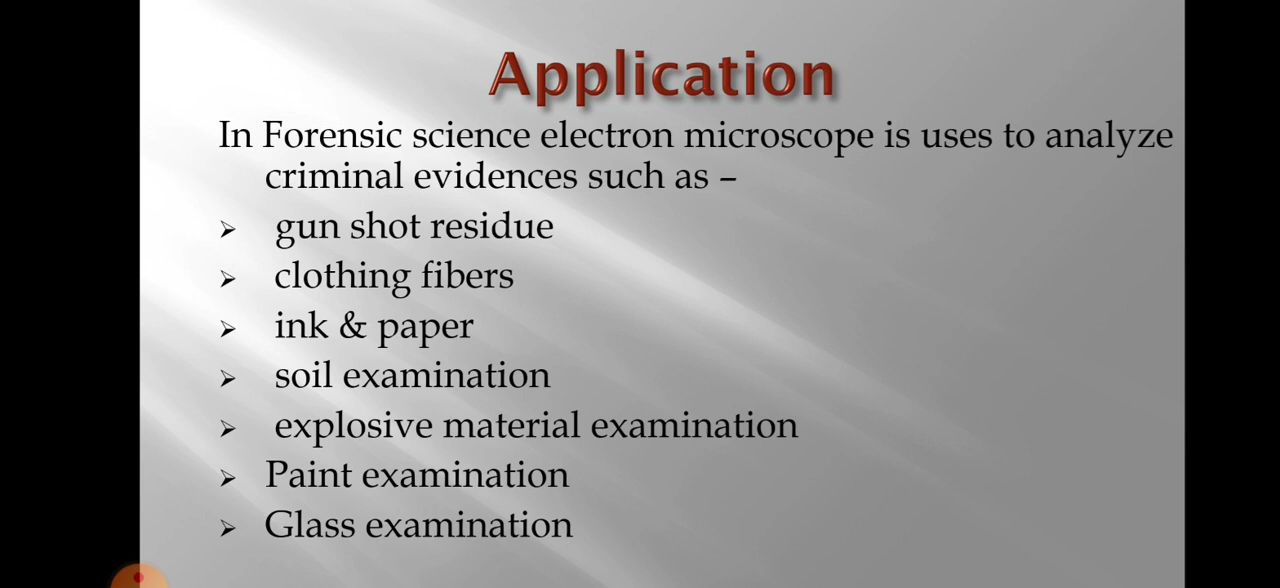 Application
In Forensic science electron microscope is uses to analyze
criminal evidences such as –
➢ gun shot residue
➢ clothing fibers
➢ ink & paper
➢ soil examination
➢ explosive material examination
➢ Paint examination
➢ Glass examination